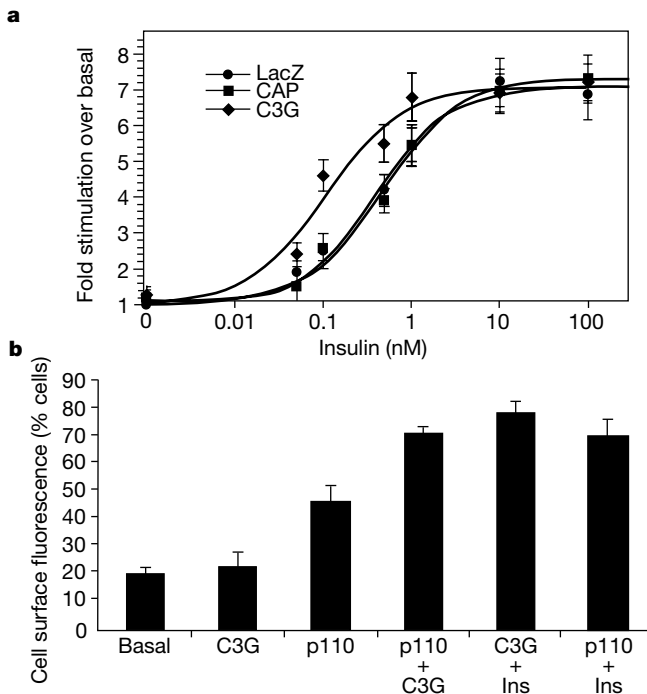 a
Fold stimulation over basal
8
7
6
5
4
3
2
1
LacZ
CAP
C3G
0 0.01 0.1 1 10 100
Insulin (nM)
b
Cell surface fluorescence (% cells)
90
80
70
60
50
40
30
20
10
0
Basal C3G p110 p110 C3G p110
+ + +
C3G Ins Ins